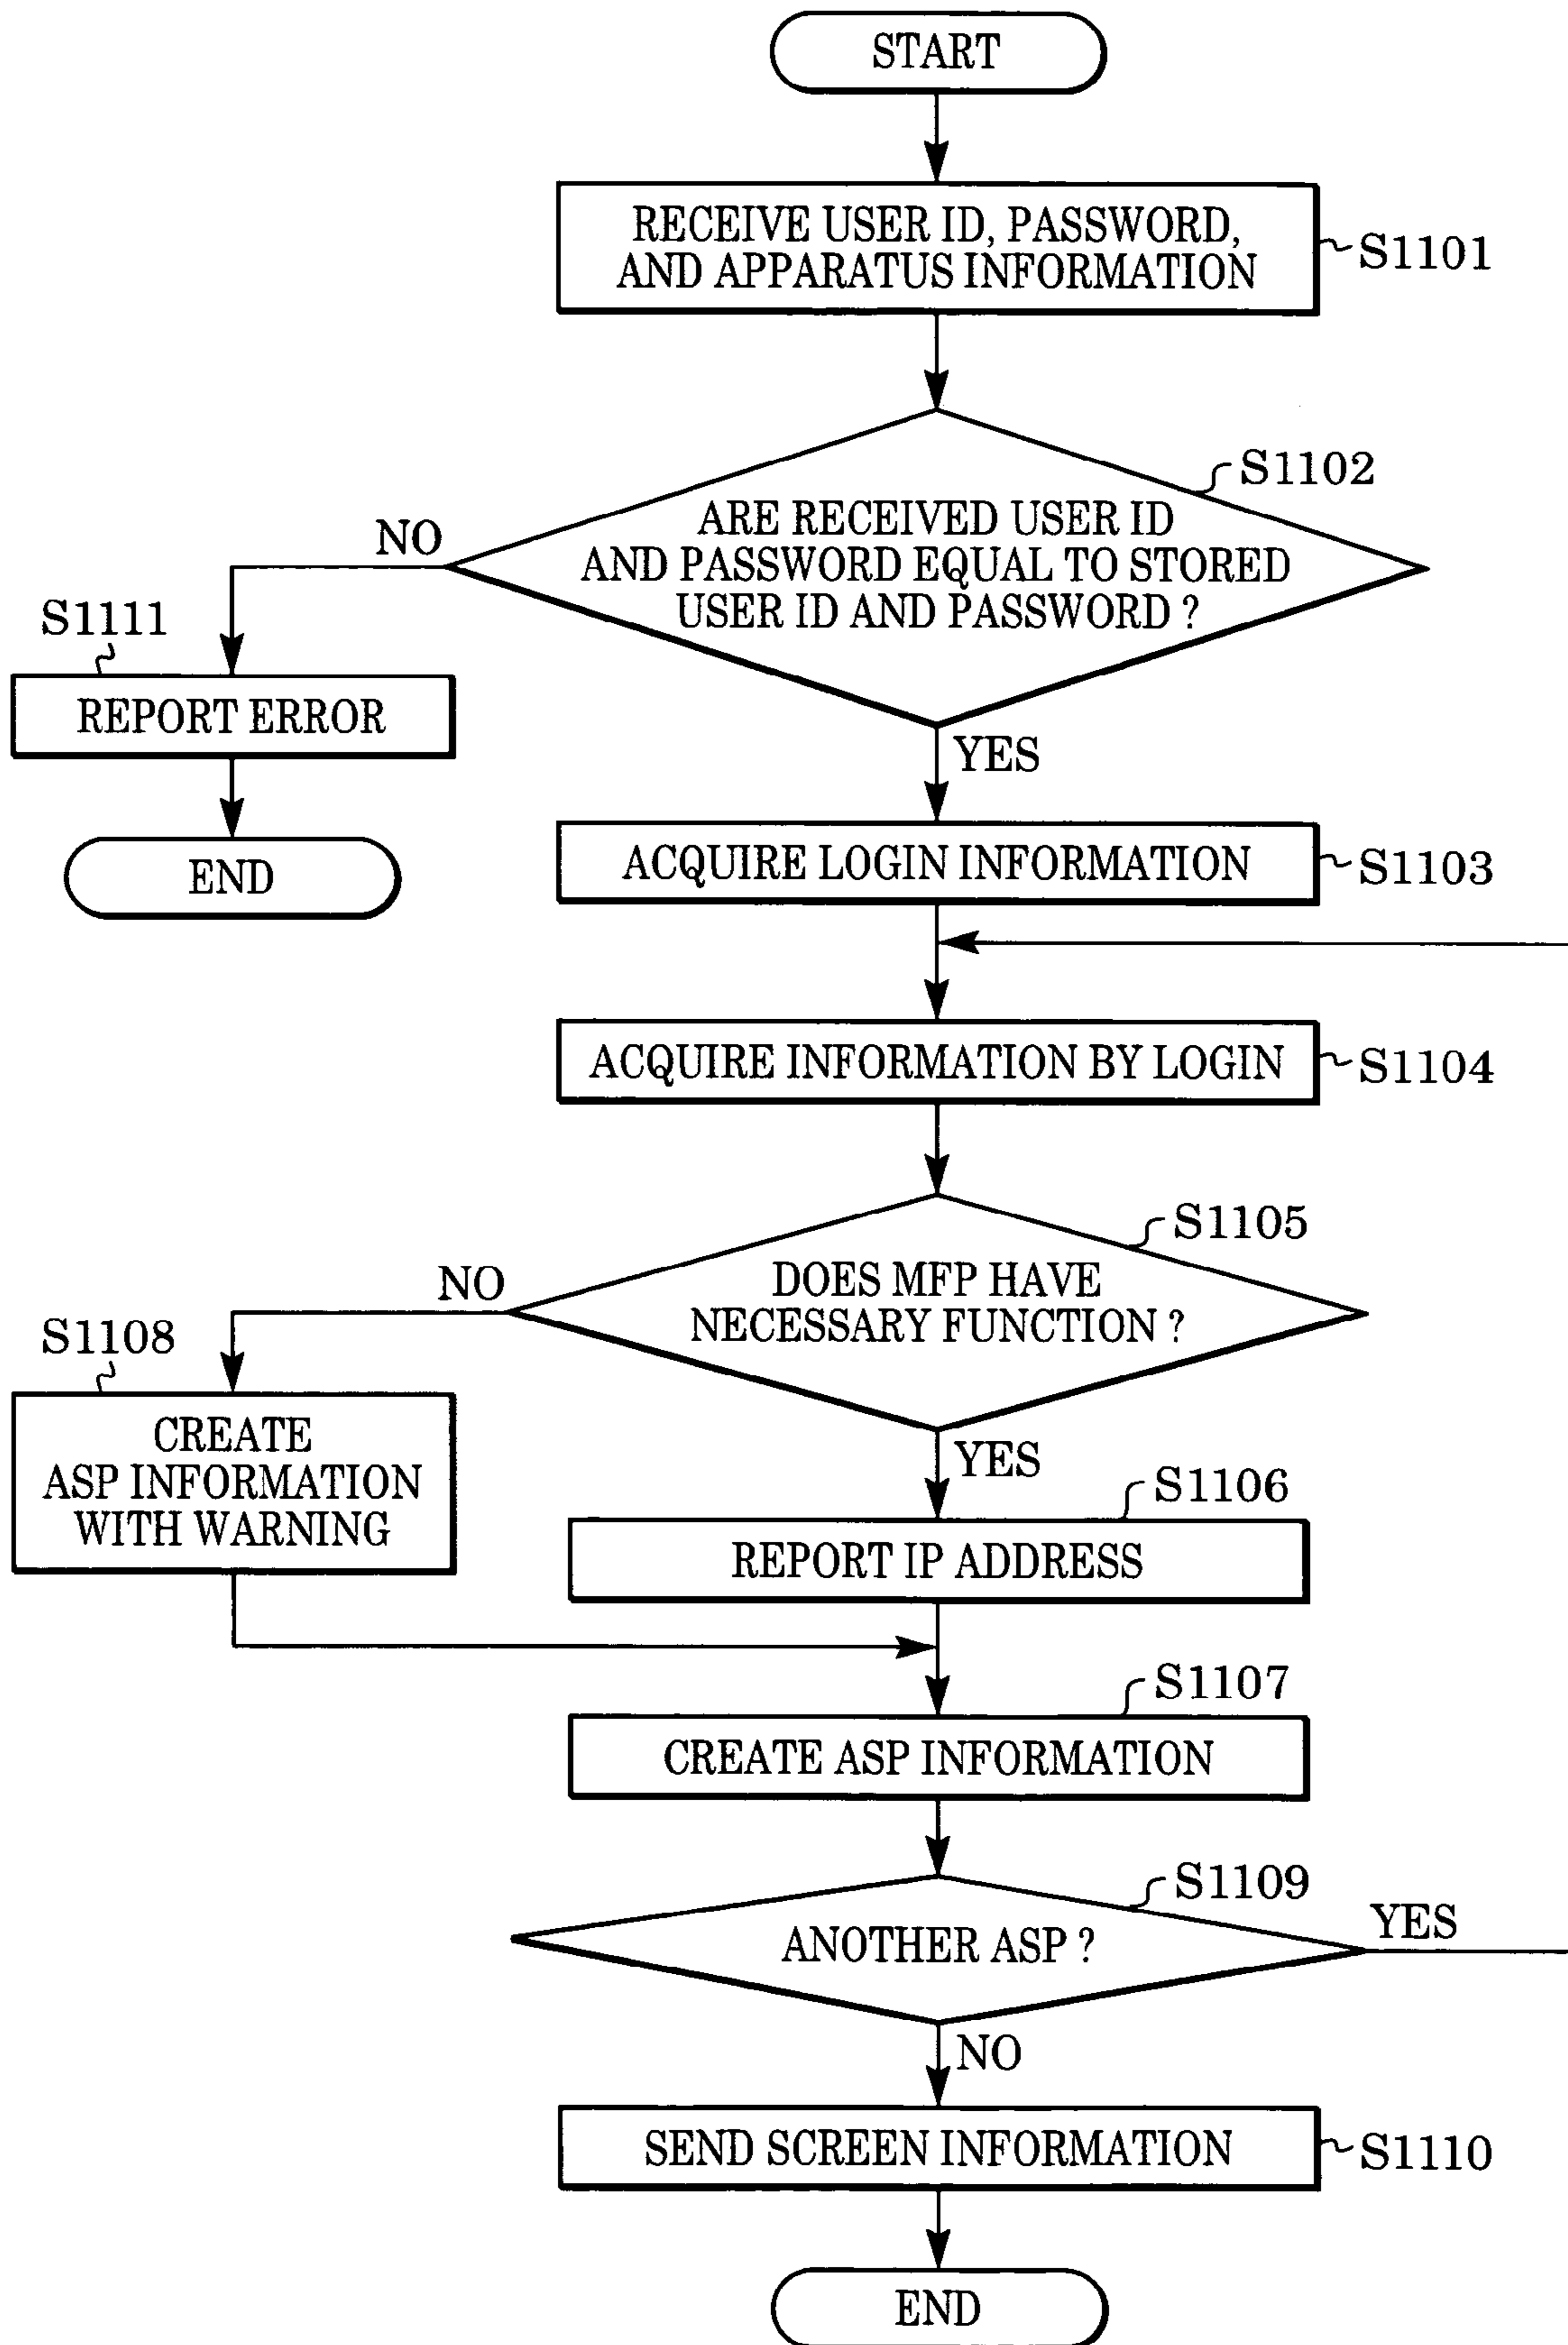 START
RECEIVE USER ID, PASSWORD,
AND APPARATUS INFORMATION
S1101
S1102
ARE RECEIVED USER ID
AND PASSWORD EQUAL TO STORED
USER ID AND PASSWORD ?
NO
S1111
REPORT ERROR
END
YES
ACQUIRE LOGIN INFORMATION
S1103
ACQUIRE INFORMATION BY LOGIN
S1104
S1105
DOES MFP HAVE
NECESSARY FUNCTION ?
NO
S1108
CREATE
ASP INFORMATION
WITH WARNING
YES
S1106
REPORT IP ADDRESS
S1107
CREATE ASP INFORMATION
S1109
ANOTHER ASP ?
YES
NO
SEND SCREEN INFORMATION
S1110
END